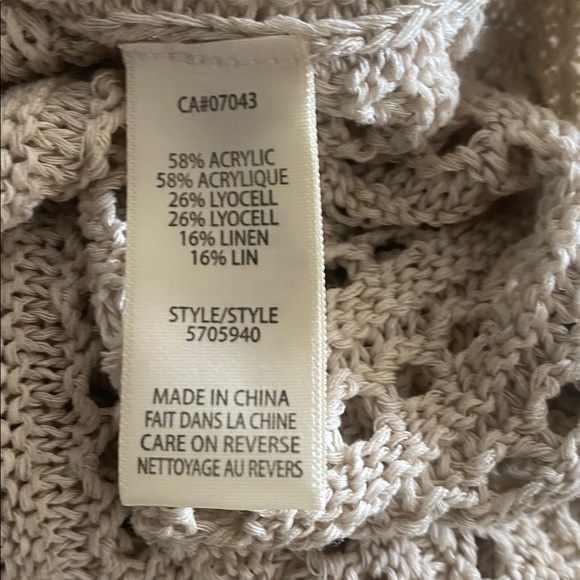 CA#07043
58% ACRYLIC
58% ACRYLIQUE
26% LYOCELL
26% LYOCELL
16% LINEN
16% LIN
STYLE/STYLE
5705940
MADE IN CHINA
FAIT DANS LA CHINE
CARE ON REVERSE
NETTOYAGE AU REVERS